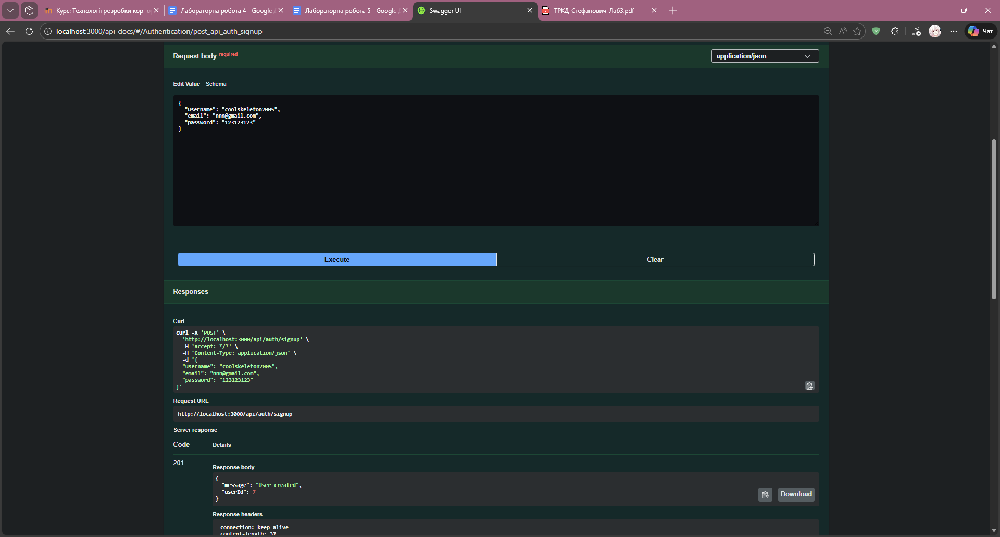 Курс: Технології розробки корпо
Лабораторна робота 4 - Google
Лабораторна робота 5 - Google
Swagger UI
ТРКД_Стефанович_Лаб3.pdf
localhost:3000/api-docs/#/Authentication/post_api_auth_signup
Чат
Request body required
application/json
Edit Value | Schema
{
"username": "coolskeleton2005",
"email": "nnn@gmail.com",
"password": "123123123"
}
Execute
Clear
Responses
Curl
curl -X 'POST' \
'http://localhost:3000/api/auth/signup' \
-H 'accept: */*' \
-H 'Content-Type: application/json' \
-d '{
"username": "coolskeleton2005",
"email": "nnn@gmail.com",
"password": "123123123"
}'
Request URL
http://localhost:3000/api/auth/signup
Server response
Code
Details
201
Response body
{
"message": "User created",
"userId": 7
}
Download
Response headers
connection: keep-alive
content-length: 37